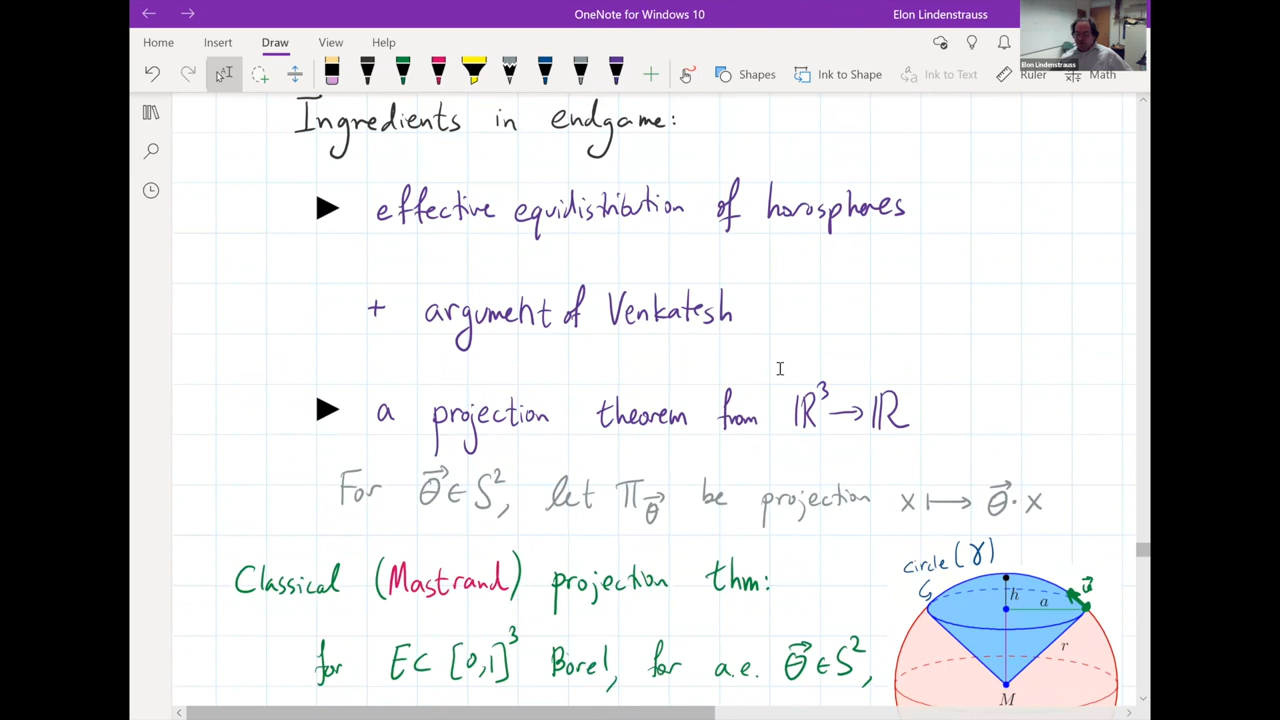 OneNote for Windows 10
Elon Lindenstrauss
Home Insert Draw View Help
Shapes Ink to Shape Ink to Text Ruler Math
Elon Lindenstrauss
Ingredients in endgame:
► effective equidistribution of horospheres
+ argument of Venkatesh
► a projection theorem from ℝ³→ℝ
For θ⃗ ∈ S², let π_θ⃗ be projection x ↦ θ⃗·x
Classical (Mastrand) projection thm:
for E⊂ [0,1]³ Borel, for a.e. θ⃗ ∈ S²,
circle (γ)
h
a
θ⃗
r
M